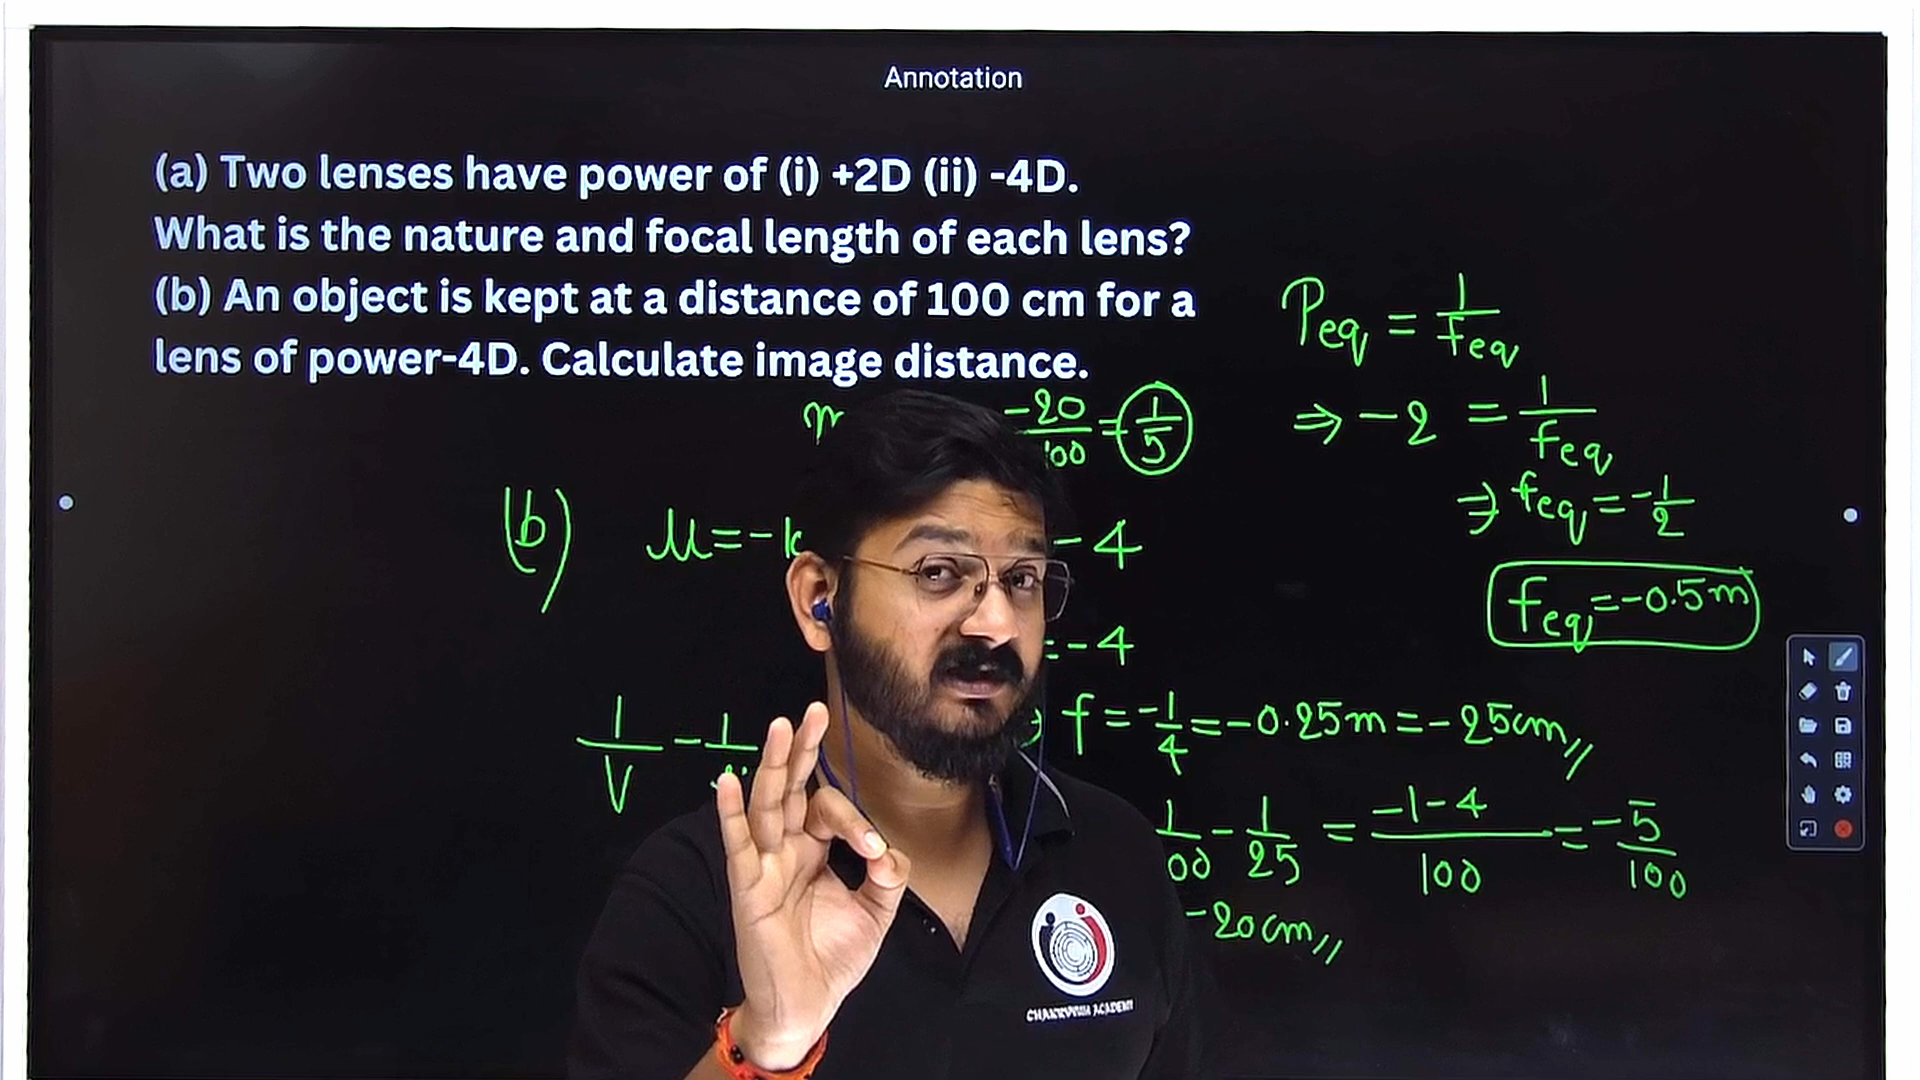 Annotation
(a) Two lenses have power of (i) +2D (ii) -4D.
What is the nature and focal length of each lens?
(b) An object is kept at a distance of 100 cm for a
lens of power-4D. Calculate image distance.
Peq = 1/feq
⇒ -2 = 1/feq
⇒ feq = -1/2
feq = -0.5m
m -20/100 = 1/5
(b) u = - -4
= -4
f = -1/4 = -0.25m = -25cm//
1/V - 1/
- 1/25 = -1-4/100 = -5/100
-20cm//
CHAKRVYUH ACADEMY